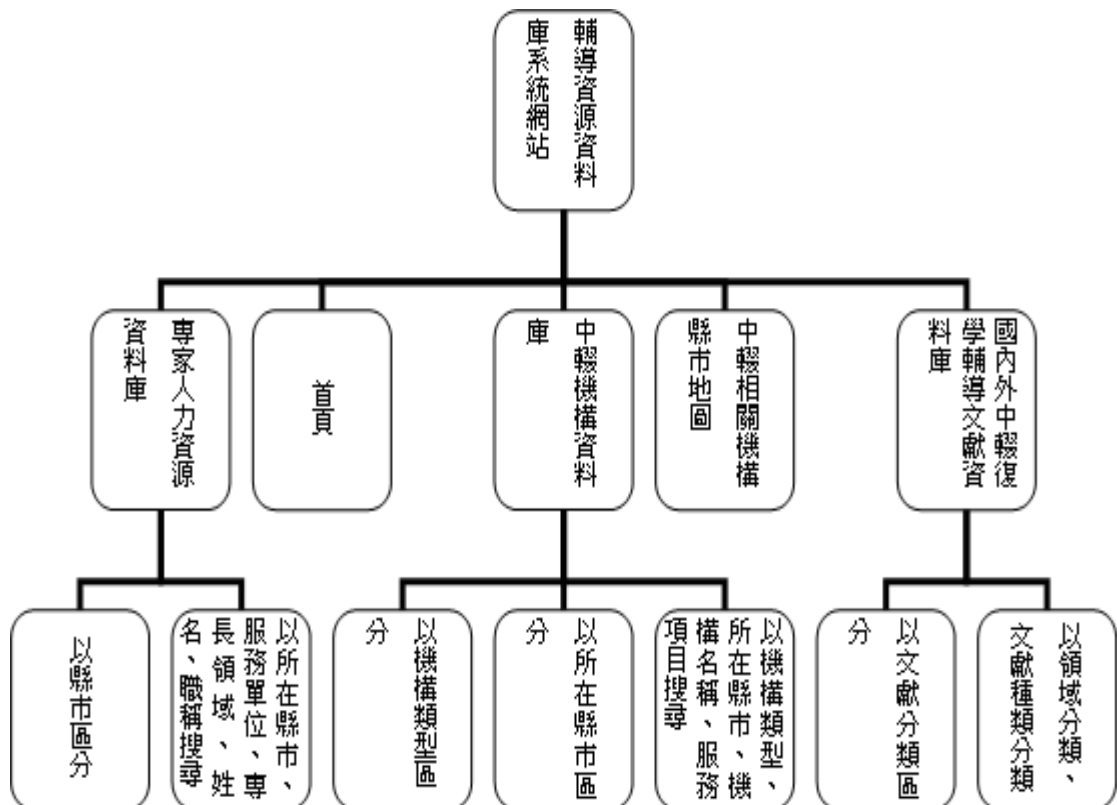 輔導資源資料
庫系統網站
專家人力資源
資料庫
首頁
中輟機構資料
庫
中輟相關機構
縣市地圖
國內外中輟復
學輔導文獻資
料庫
以縣市區分
以所在縣市、
服務單位、專
長領域、姓
名、職稱搜尋
以機構類型區
分
以所在縣市區
分
以機構類型、
所在縣市、機
構名稱、服務
項目搜尋
以文獻分類區
分
以領域分類、
文獻種類分類